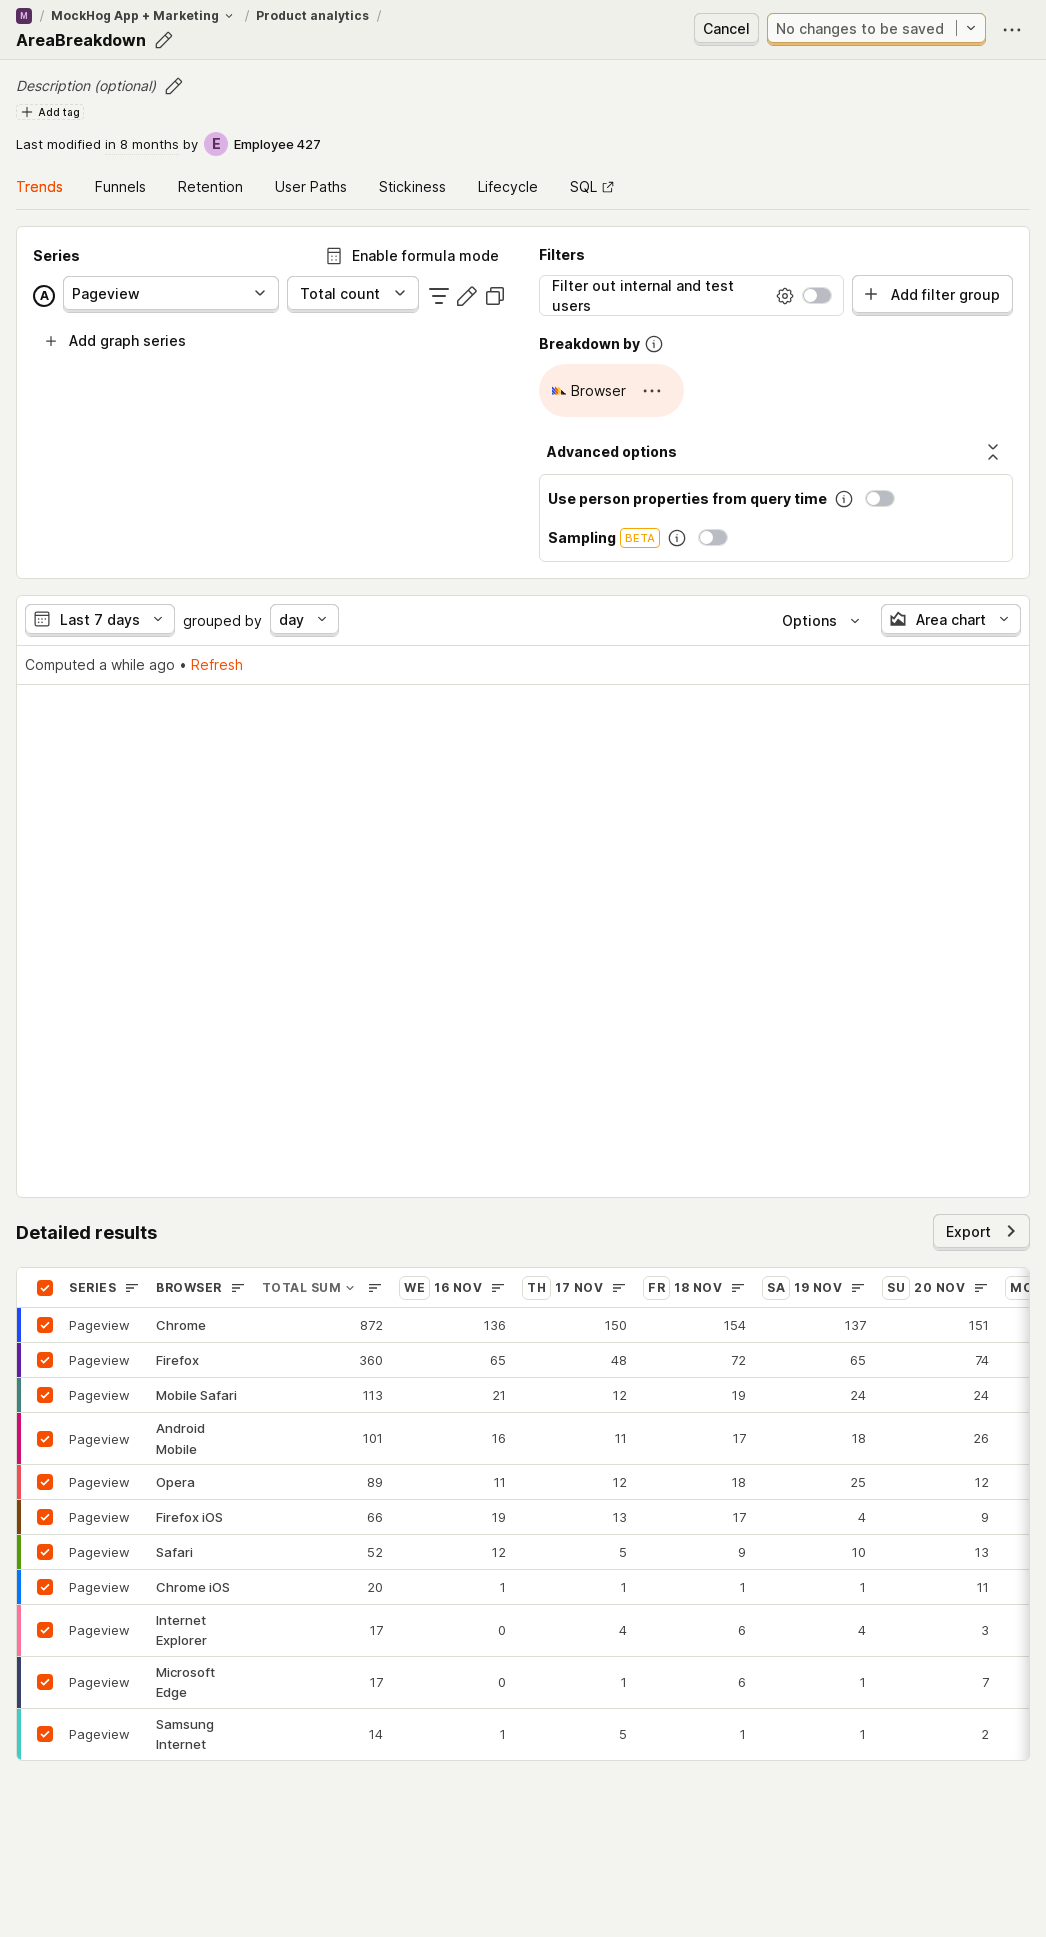 M / MockHog App + Marketing / Product analytics /
AreaBreakdown
Cancel
No changes to be saved
Description (optional)
Add tag
Last modified in 8 months by E Employee 427
Trends Funnels Retention User Paths Stickiness Lifecycle SQL
Series
Enable formula mode
A Pageview Total count
Add graph series
Filters
Filter out internal and test
users
Add filter group
Breakdown by
Browser
Advanced options
Use person properties from query time
Sampling BETA
Last 7 days grouped by day Options Area chart
Computed a while ago • Refresh
Detailed results
Export
SERIES BROWSER TOTAL SUM WE 16 NOV TH 17 NOV FR 18 NOV SA 19 NOV SU 20 NOV
Pageview Chrome 872 136 150 154 137 151
Pageview Firefox 360 65 48 72 65 74
Pageview Mobile Safari 113 21 12 19 24 24
Pageview Android Mobile 101 16 11 17 18 26
Pageview Opera 89 11 12 18 25 12
Pageview Firefox iOS 66 19 13 17 4 9
Pageview Safari 52 12 5 9 10 13
Pageview Chrome iOS 20 1 1 1 1 11
Pageview Internet Explorer 17 0 4 6 4 3
Pageview Microsoft Edge 17 0 1 6 1 7
Pageview Samsung Internet 14 1 5 1 1 2